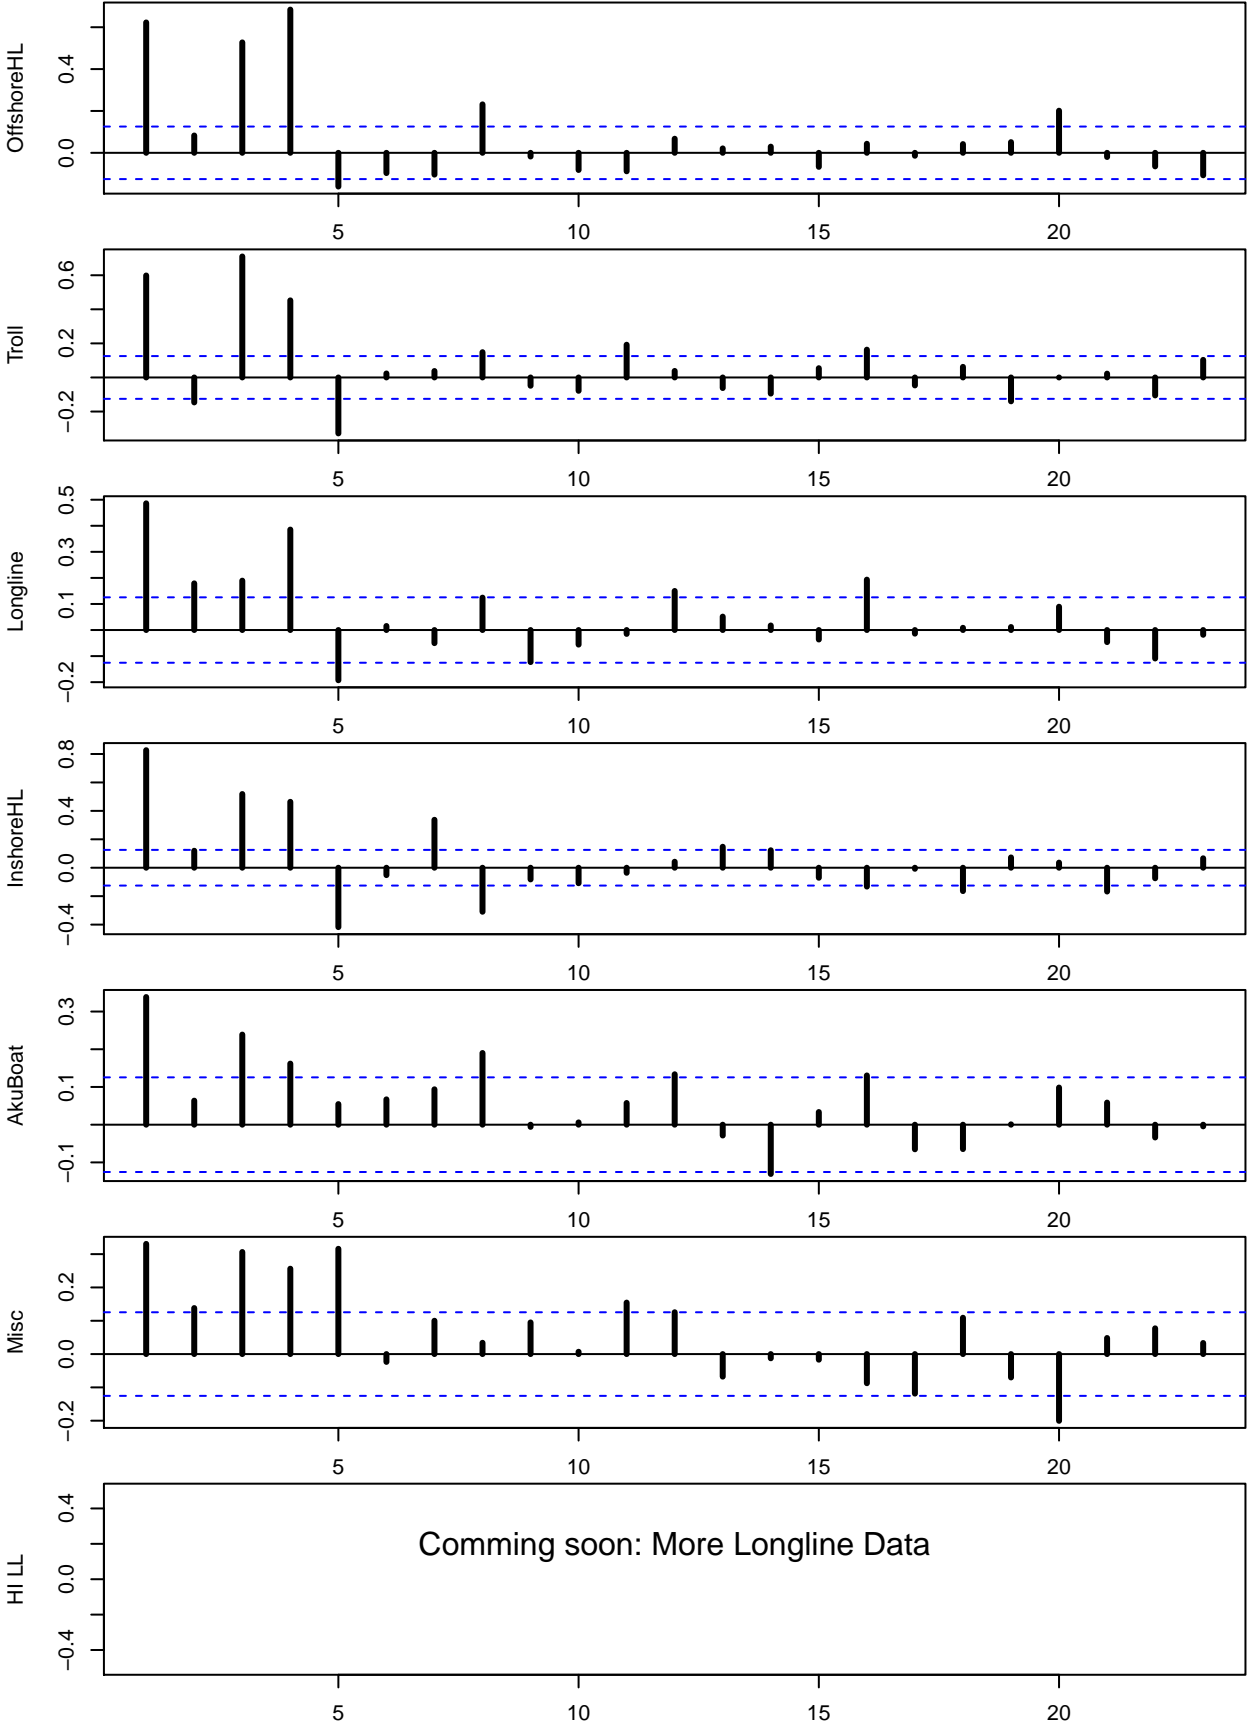 OffshoreHL
0.0 0.4
5 10 15 20
Troll
−0.2 0.2 0.6
5 10 15 20
Longline
−0.2 0.1 0.3 0.5
5 10 15 20
InshoreHL
−0.4 0.0 0.4 0.8
5 10 15 20
AkuBoat
−0.1 0.1 0.3
5 10 15 20
Misc
−0.2 0.0 0.2
5 10 15 20
HI LL
−0.4 0.0 0.4
Comming soon: More Longline Data
5 10 15 20